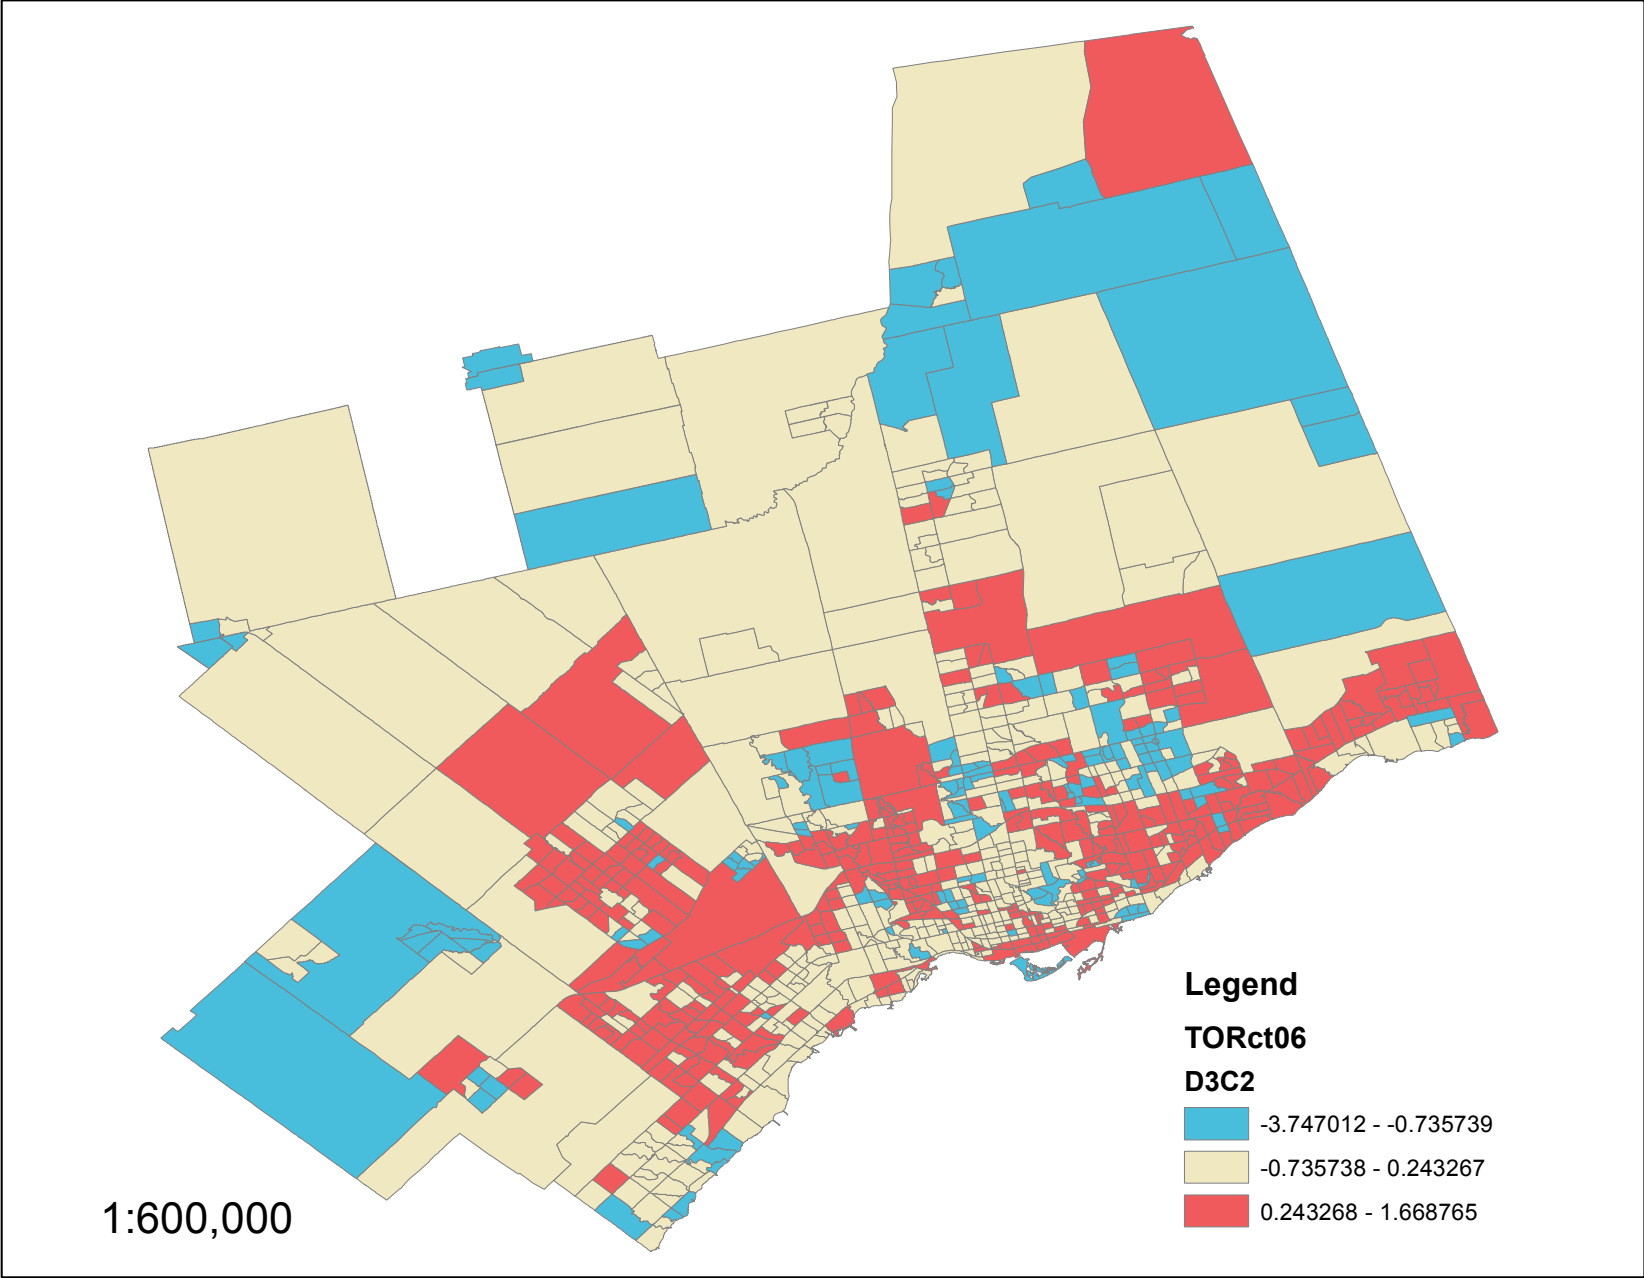 Legend
TORct06
D3C2
-3.747012 - -0.735739
-0.735738 - 0.243267
0.243268 - 1.668765
1:600,000